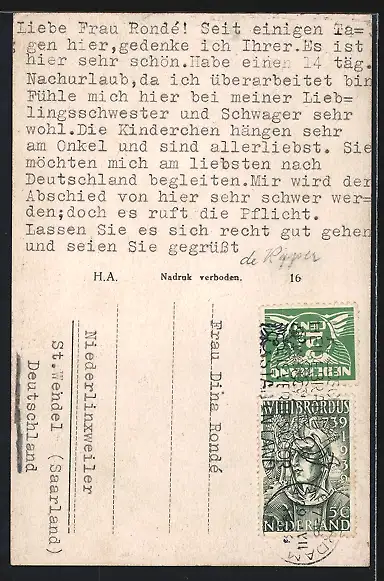 Liebe Frau Rondé! Seit einigen Ta=
gen hier,gedenke ich Ihrer.Es ist
hier sehr schön.Habe einen 14 täg.
Nachurlaub,da ich überarbeitet bin
Fühle mich hier bei meiner Lieb=
lingsschwester und Schwager sehr
wohl.Die Kinderchen hängen sehr
am Onkel und sind allerliebst. Sie
möchten mich am liebsten nach
Deutschland begleiten.Mir wird der
Abschied von hier sehr schwer wer=
den;doch es ruft die Pflicht.
Lassen Sie es sich recht gut gehen
und seien Sie gegrüßt
H.A. Nadruk verboden. 16
Frau Dina Rondé
Niederlinxweiler
St.Wendel (Saarland)
Deutschland
NEDERLAND
WILLIBRORDUS
739 1939
5C
NEDERLAND